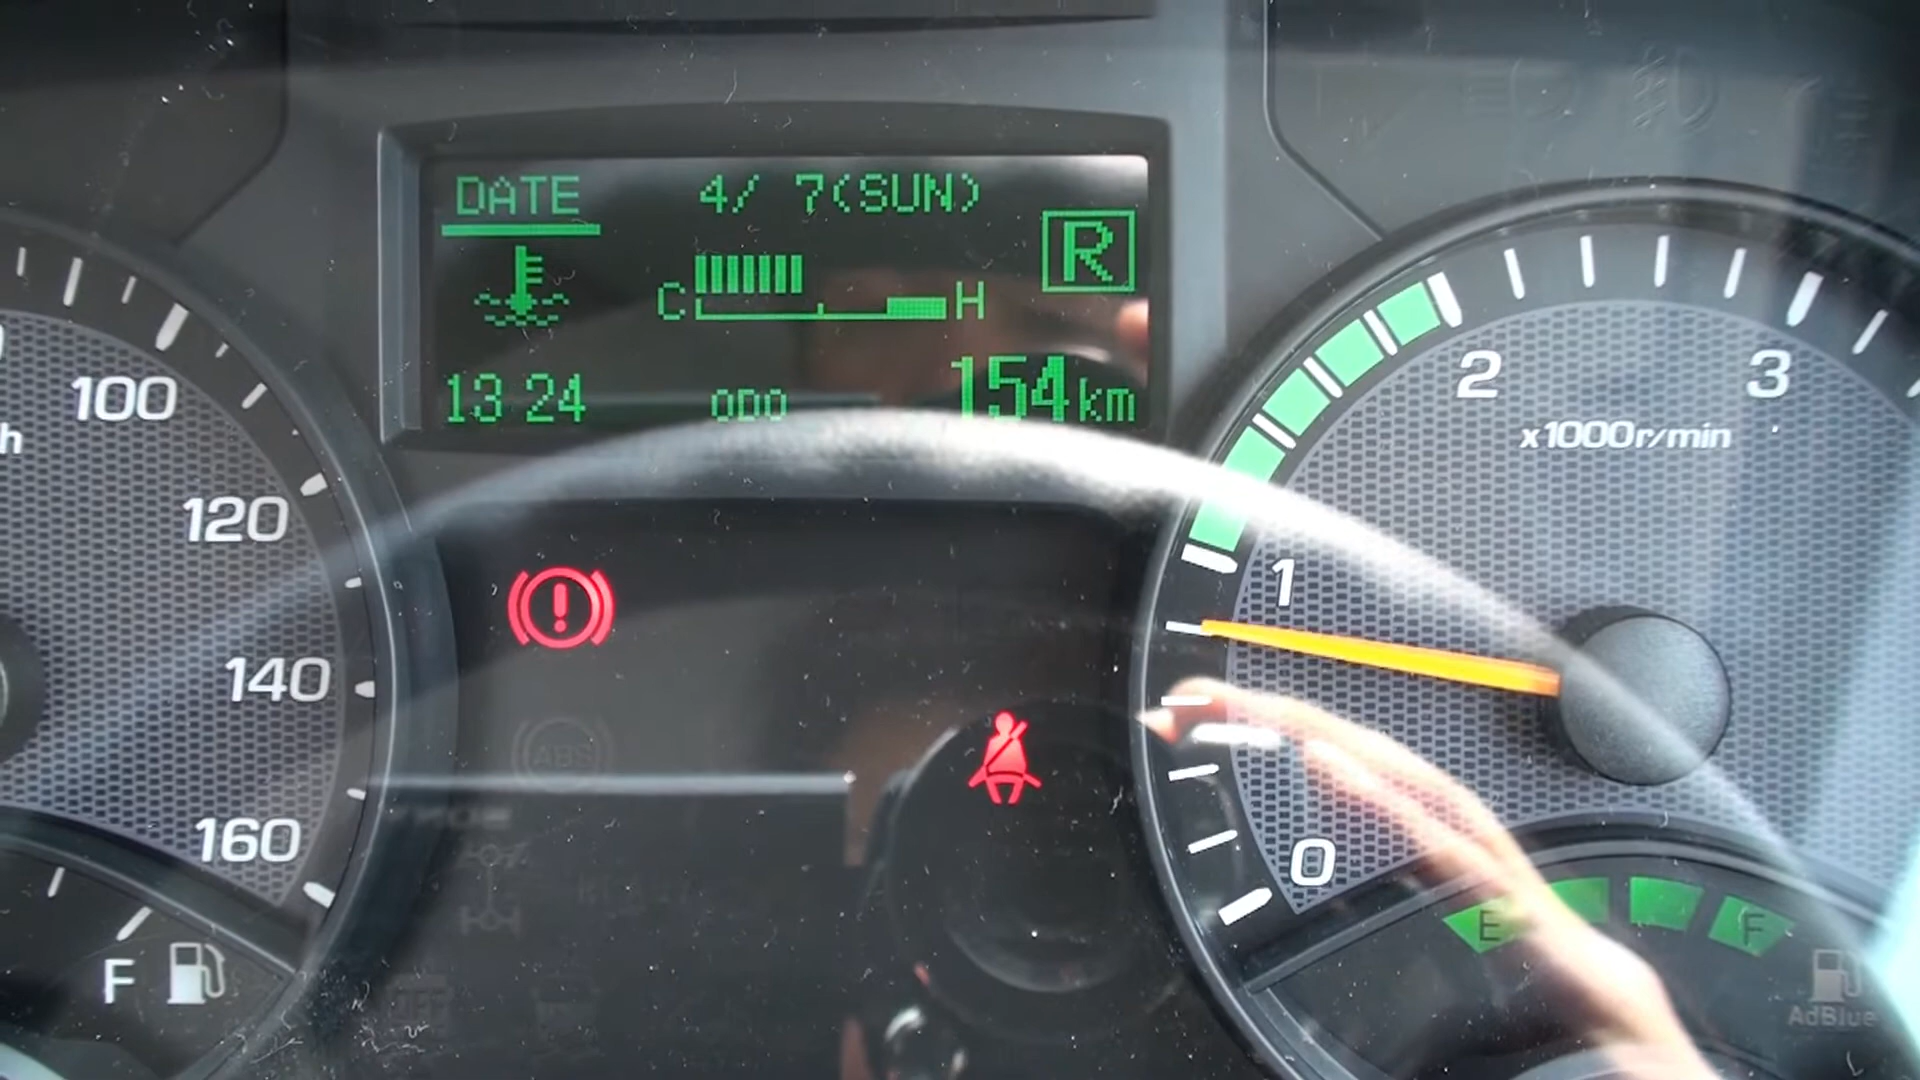 DATE 4/ 7(SUN)
R
C H
13 24 ODO 154km
100
120
140
160
F
h
ABS
0
1
2
3
x1000r/min
E F
AdBlue